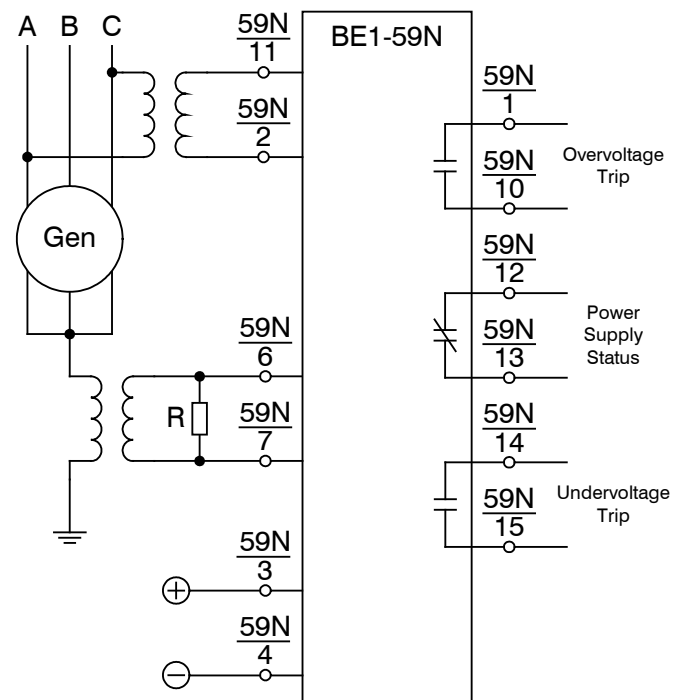 A B C
59N
11
BE1-59N
59N
2
59N
1
Overvoltage
Trip
59N
10
Gen
59N
12
Power
Supply
Status
59N
13
59N
6
R
59N
7
59N
14
Undervoltage
Trip
59N
15
59N
3
+
59N
4
−